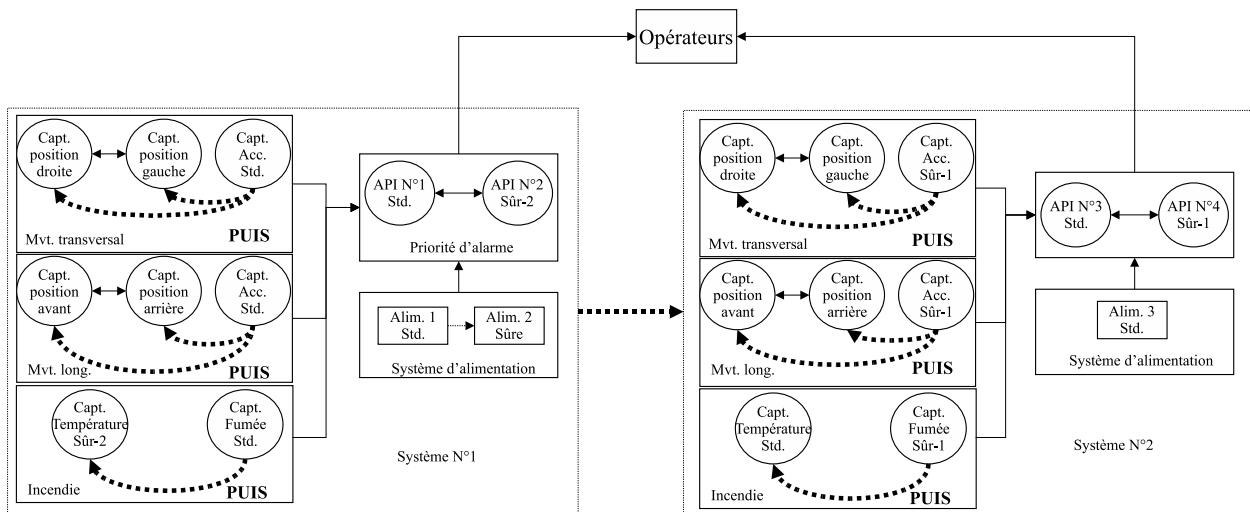 Opérateurs
Capt.
position
droite
Capt.
position
gauche
Capt.
Acc.
Std.
Mvt. transversal
PUIS
Capt.
position
avant
Capt.
position
arrière
Capt.
Acc.
Std.
Mvt. long.
PUIS
Capt.
Température
Sûr-2
Capt.
Fumée
Std.
Incendie
PUIS
API N°1
Std.
API N°2
Sûr-2
Priorité d'alarme
Alim. 1
Std.
Alim. 2
Sûre
Système d'alimentation
Système N°1
Capt.
position
droite
Capt.
position
gauche
Capt.
Acc.
Sûr-1
Mvt. transversal
PUIS
Capt.
position
avant
Capt.
position
arrière
Capt.
Acc.
Sûr-1
Mvt. long.
PUIS
Capt.
Température
Std.
Capt.
Fumée
Sûr-1
Incendie
PUIS
API N°3
Std.
API N°4
Sûr-1
Alim. 3
Std.
Système d'alimentation
Système N°2